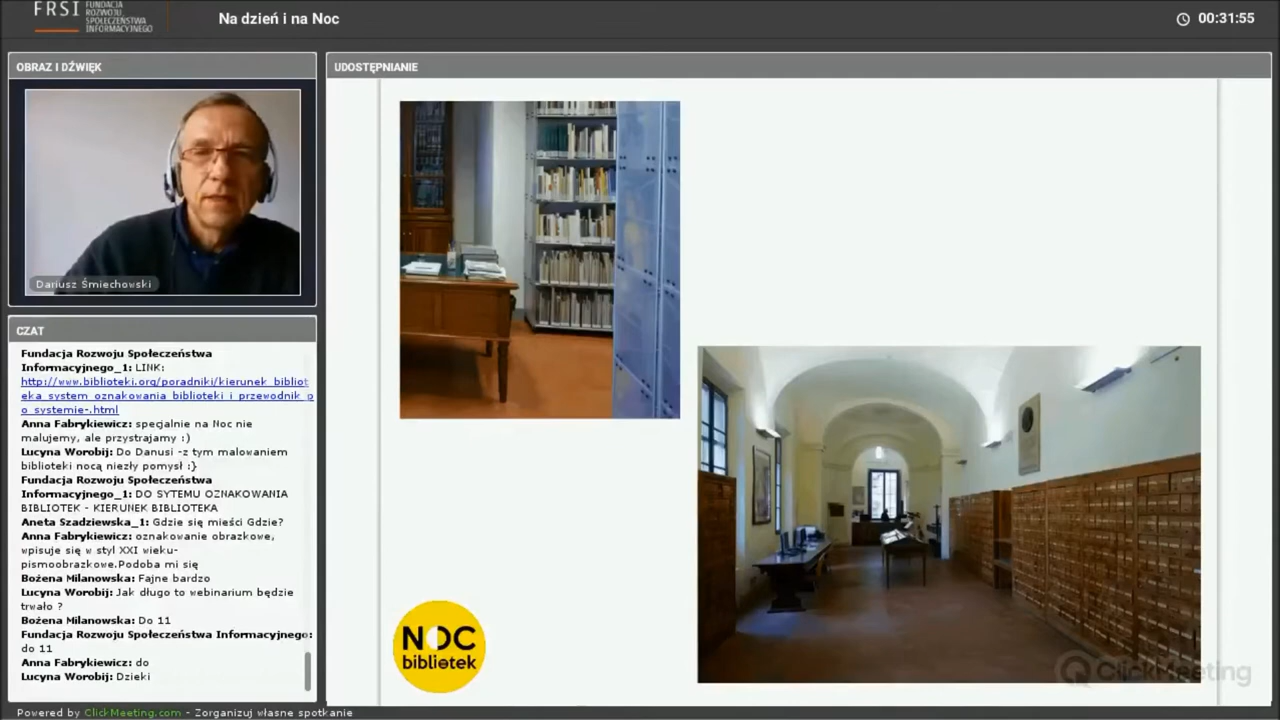 FRSI
FUNDACJA
ROZWOJU
SPOŁECZEŃSTWA
INFORMACYJNEGO
Na dzień i na Noc
00:31:55
OBRAZ I DŹWIĘK
Dariusz Śmiechowski
CZAT
Fundacja Rozwoju Społeczeństwa
Informacyjnego_1: LINK:
http://www.biblioteki.org/poradniki/kierunek_bibliot
eka_system_oznakowania_biblioteki_i_przewodnik_p
o_systemie-.html
Anna Fabrykiewicz: specjalnie na Noc nie
malujemy, ale przystrajamy :)
Lucyna Worobij: Do Danusi -z tym malowaniem
biblioteki nocą niezły pomysł :}
Fundacja Rozwoju Społeczeństwa
Informacyjnego_1: DO SYTEMU OZNAKOWANIA
BIBLIOTEK - KIERUNEK BIBLIOTEKA
Aneta Szadziewska_1: Gdzie się mieści Gdzie?
Anna Fabrykiewicz: oznakowanie obrazkowe,
wpisuje się w styl XXI wieku-
pismoobrazkowe.Podoba mi się
Bożena Milanowska: Fajne bardzo
Lucyna Worobij: Jak długo to webinarium będzie
trwało ?
Bożena Milanowska: Do 11
Fundacja Rozwoju Społeczeństwa Informacyjnego:
do 11
Anna Fabrykiewicz: do
Lucyna Worobij: Dzieki
UDOSTĘPNIANIE
NOC
bibliotek
ClickMeeting
Powered by ClickMeeting.com - Zorganizuj własne spotkanie